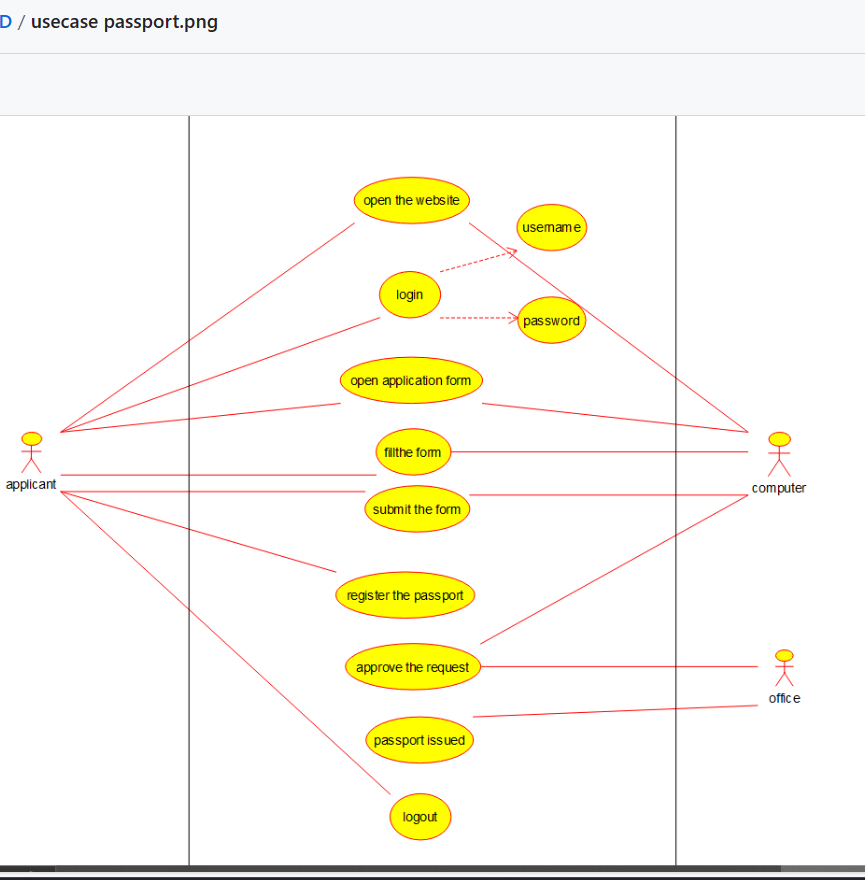 D / usecase passport.png
open the website
username
login
password
open application form
fillthe form
applicant
computer
submit the form
register the passport
approve the request
office
passport issued
logout